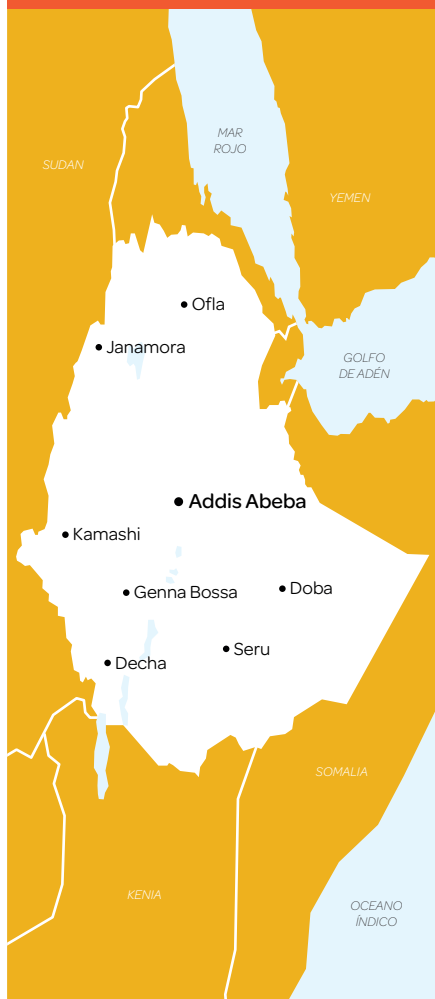 MAR
ROJO
SUDAN
YEMEN
Ofla
Janamora
GOLFO
DE ADÉN
Addis Abeba
Kamashi
Genna Bossa
Doba
Seru
Decha
SOMALIA
KENIA
OCEANO
ÍNDICO